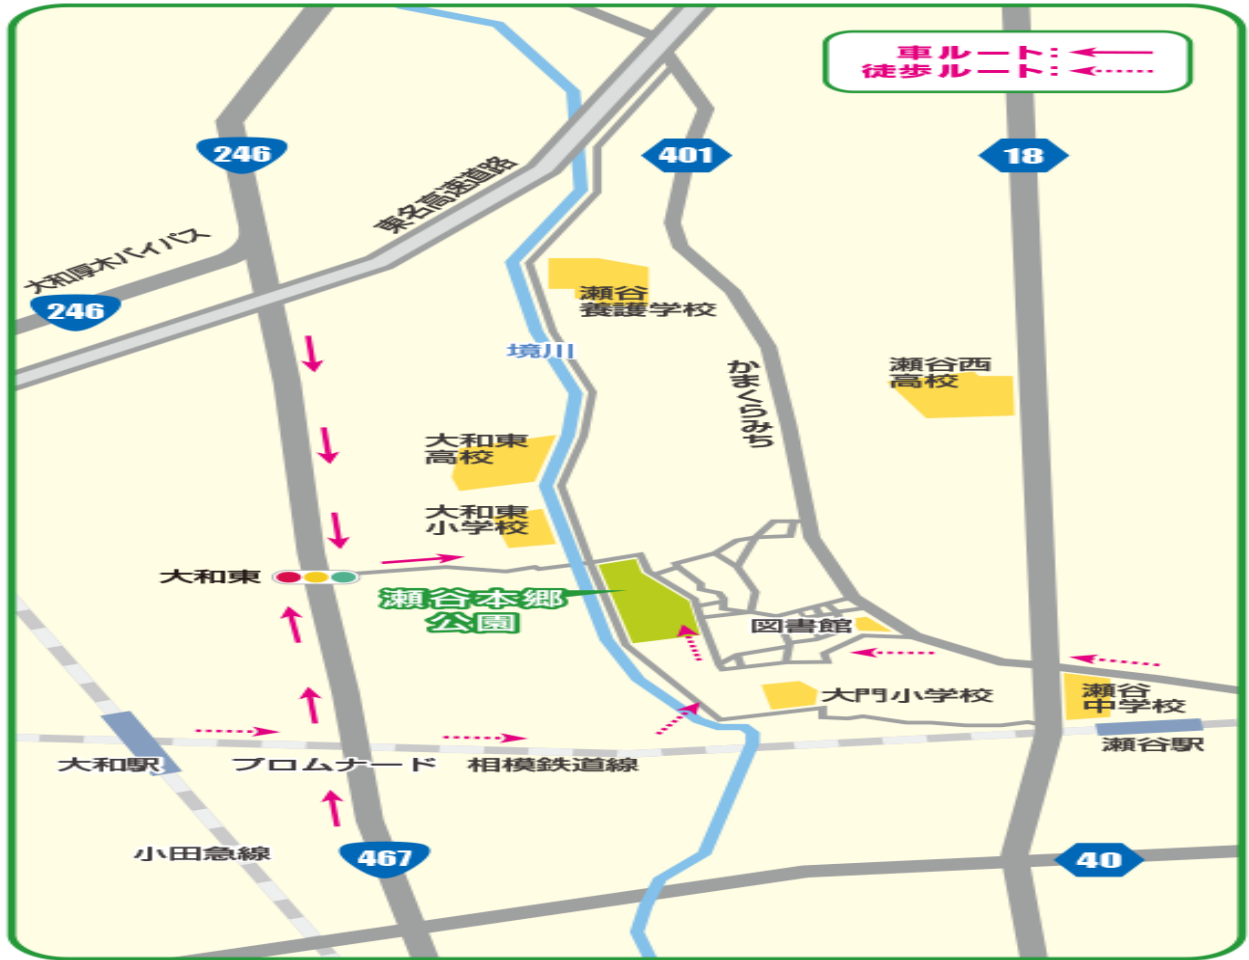 車ルート:
徒歩ルート:
246
401
18
東名高速道路
大和厚木バイパス
246
瀬谷
養護学校
境川
瀬谷西
高校
かまくらみち
大和東
高校
大和東
小学校
大和東
瀬谷本郷
公園
図書館
大門小学校
瀬谷
中学校
瀬谷駅
大和駅
プロムナード
相模鉄道線
小田急線
467
40